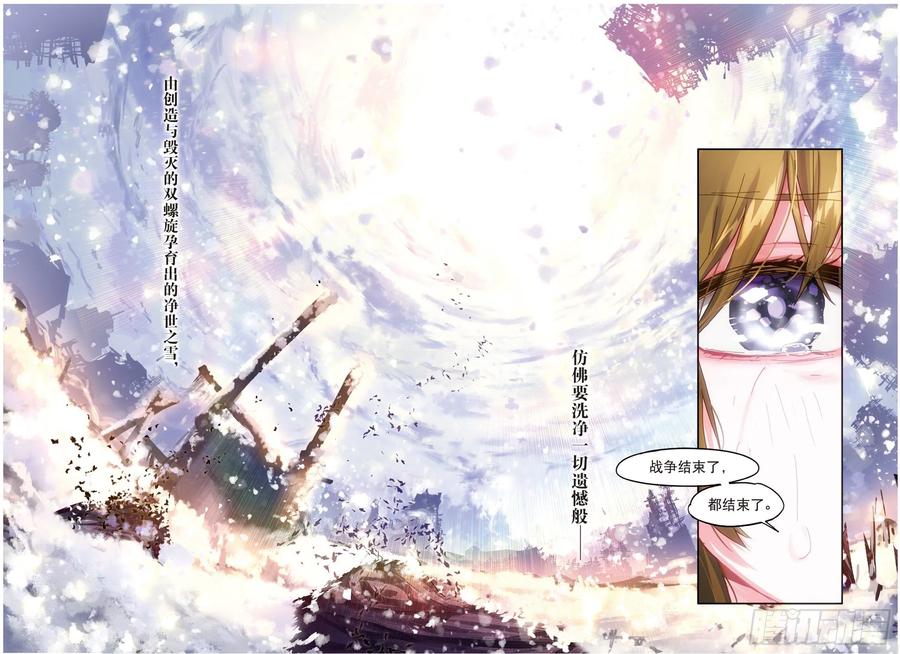 由创造与毁灭的双螺旋孕育出的净世之雪,
仿佛要洗净一切遗憾般——
战争结束了,
都结束了。
腾讯动漫